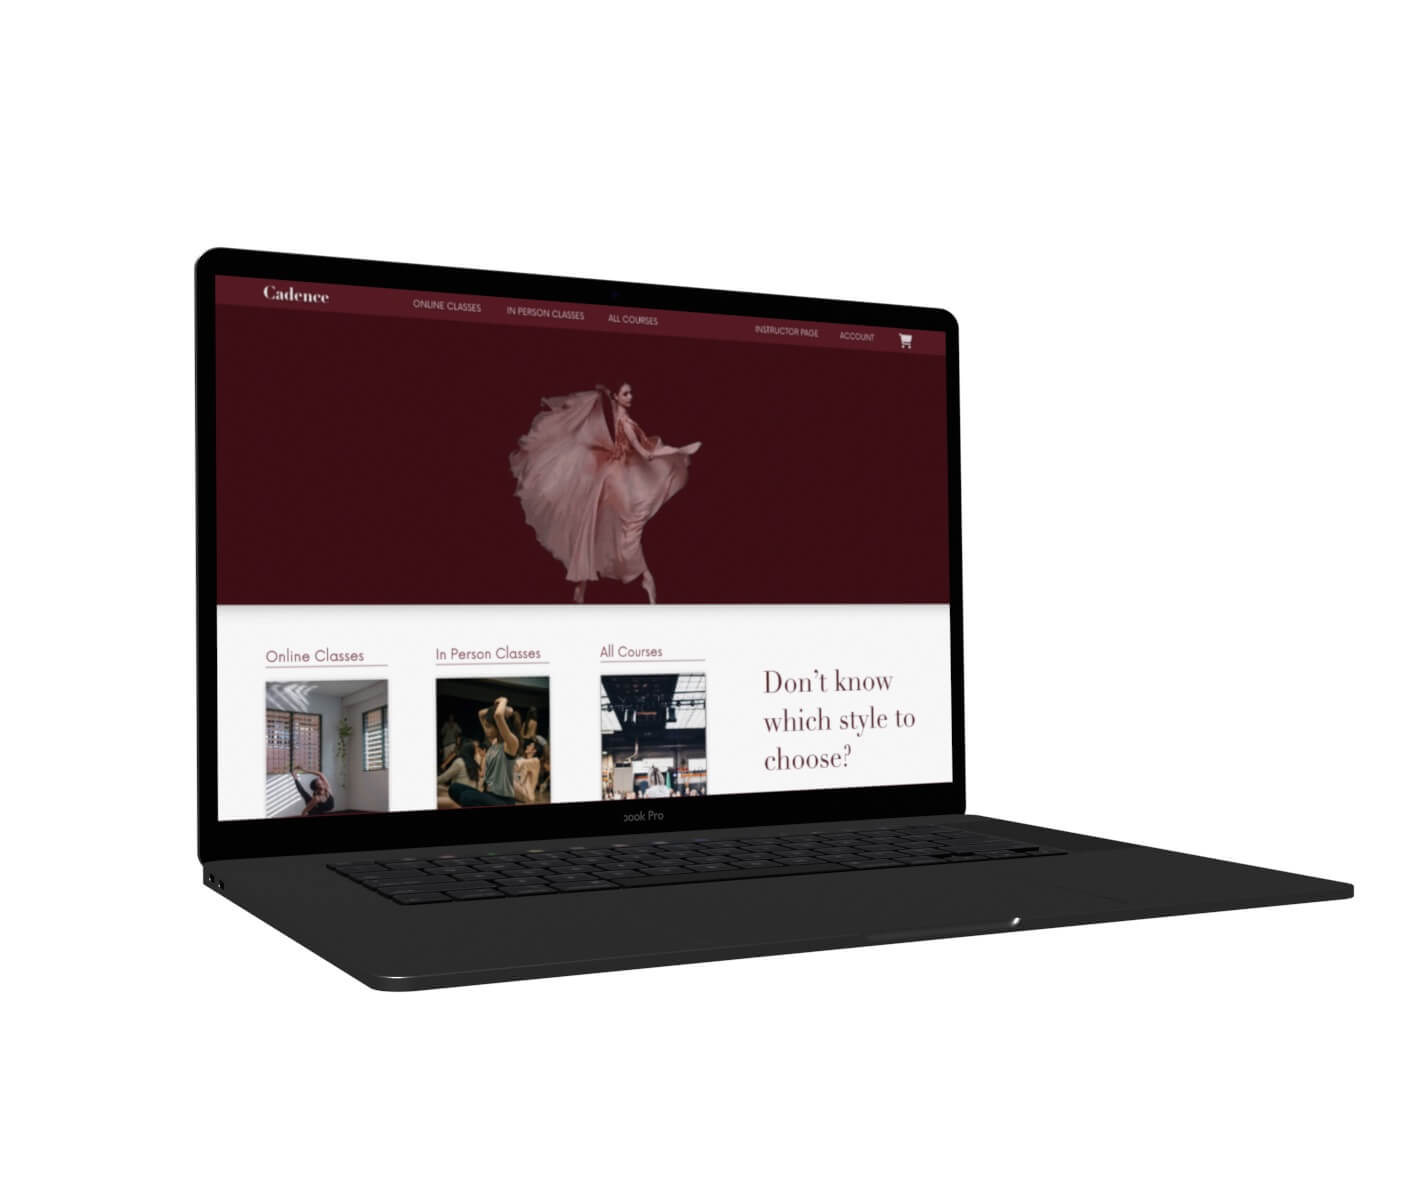 Cadence
ONLINE CLASSES
IN PERSON CLASSES
ALL COURSES
INSTRUCTOR PAGE
ACCOUNT
Online Classes
In Person Classes
All Courses
Don't know
which style to
choose?
book Pro